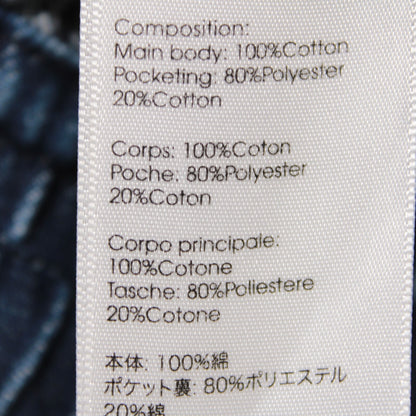 Composition:
Main body: 100%Cotton
Pocketing: 80%Polyester
20%Cotton
Corps: 100%Coton
Poche: 80%Polyester
20%Coton
Corpo principale:
100%Cotone
Tasche: 80%Poliestere
20%Cotone
本体: 100%綿
ポケット裏: 80%ポリエステル
20%綿